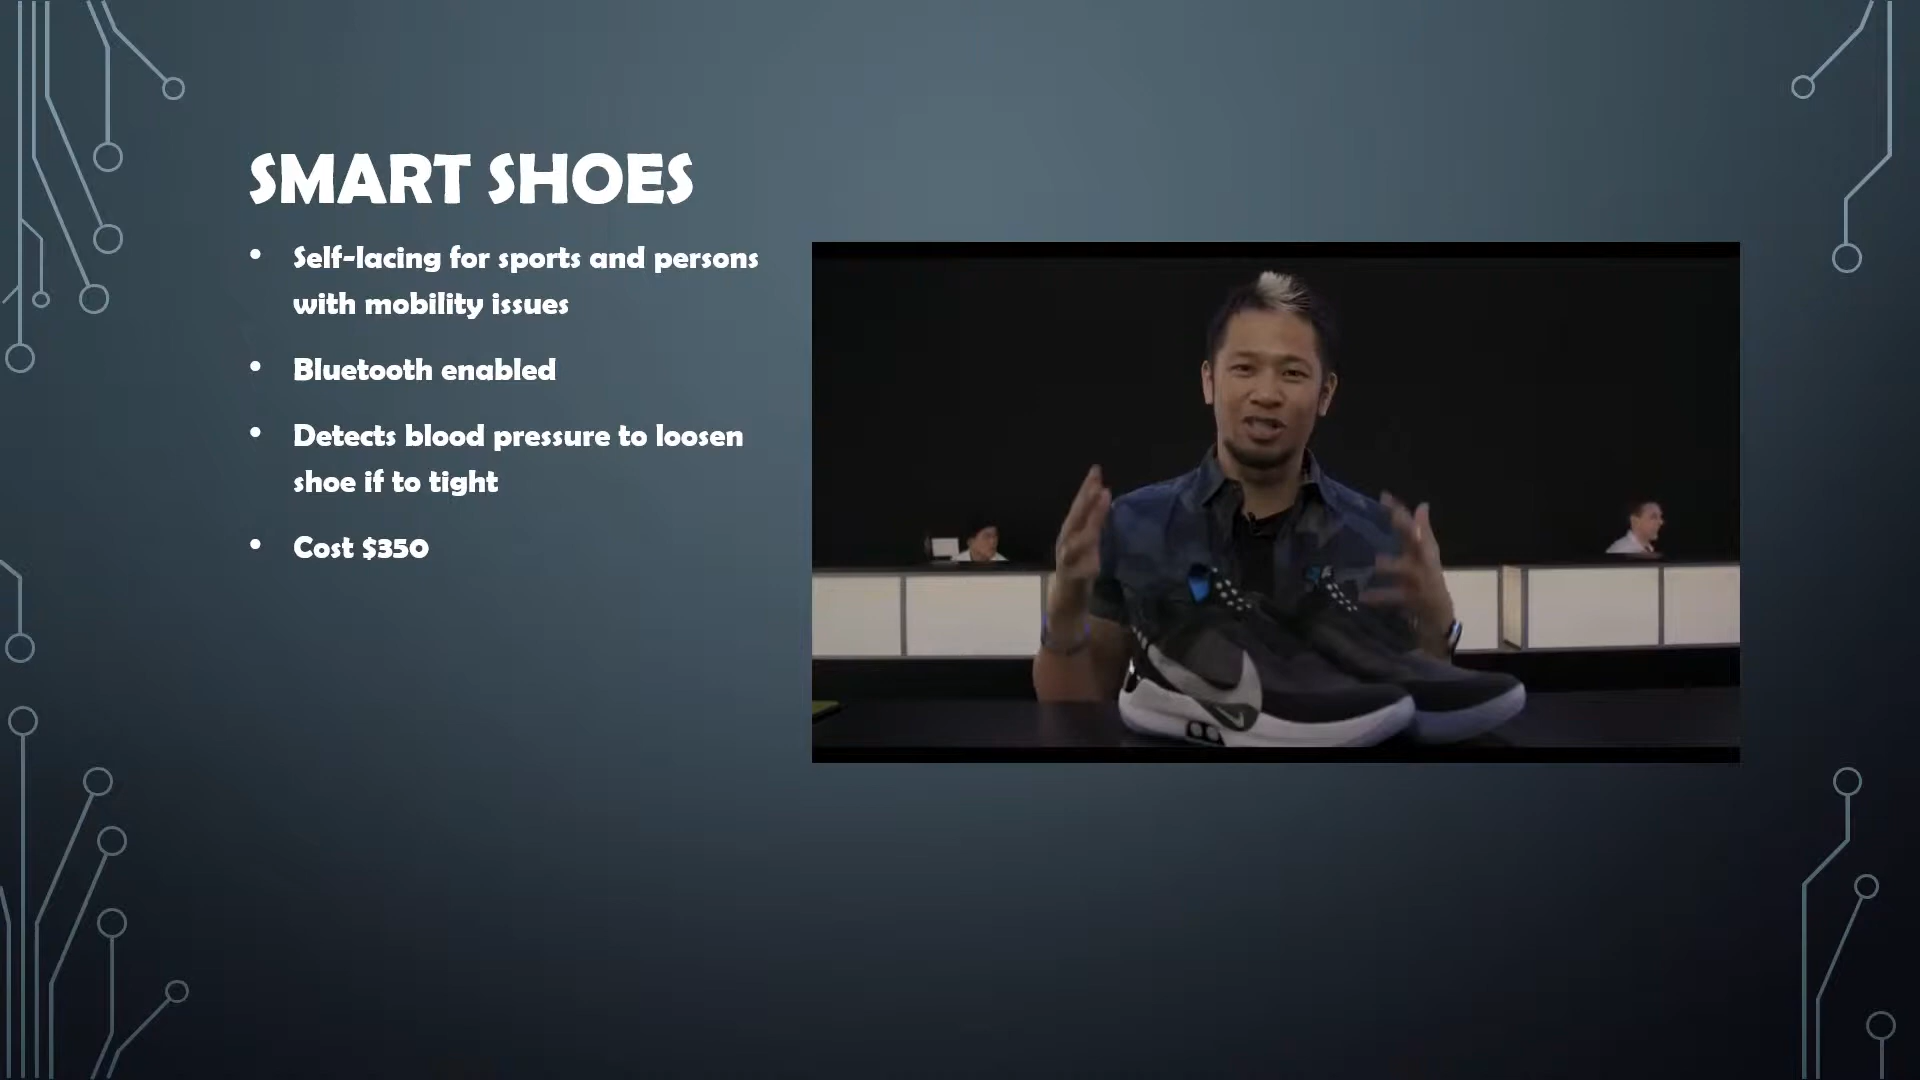 SMART SHOES
• Self-lacing for sports and persons
with mobility issues
• Bluetooth enabled
• Detects blood pressure to loosen
shoe if to tight
• Cost $350